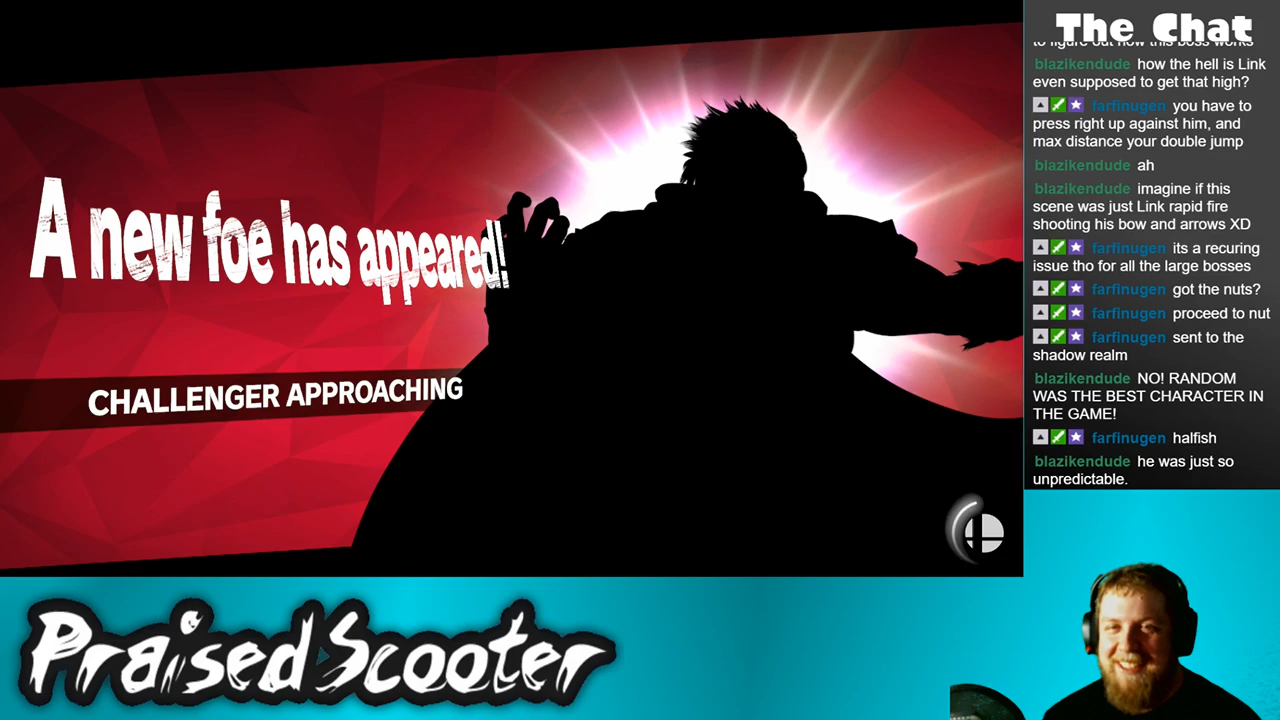 A new foe has appeared!
CHALLENGER APPROACHING
The Chat
to figure out how this boss works
blazikendude how the hell is Link
even supposed to get that high?
farfinugen you have to
press right up against him, and
max distance your double jump
blazikendude ah
blazikendude imagine if this
scene was just Link rapid fire
shooting his bow and arrows XD
farfinugen its a recuring
issue tho for all the large bosses
farfinugen got the nuts?
farfinugen proceed to nut
farfinugen sent to the
shadow realm
blazikendude NO! RANDOM
WAS THE BEST CHARACTER IN
THE GAME!
farfinugen halfish
blazikendude he was just so
unpredictable.
PraisedScooter